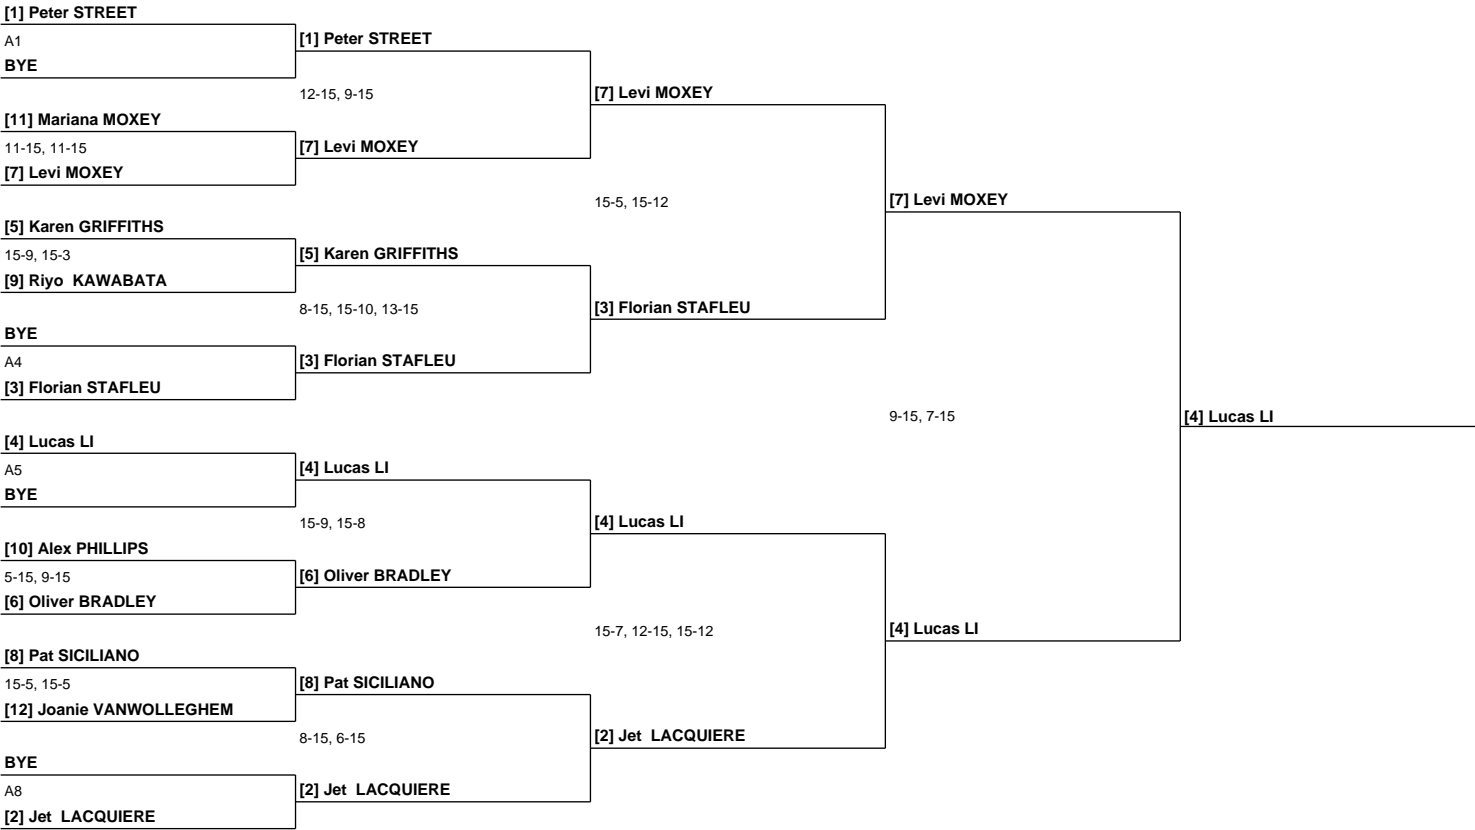 [1] Peter STREET
A1
BYE
[11] Mariana MOXEY
11-15, 11-15
[7] Levi MOXEY
[5] Karen GRIFFITHS
15-9, 15-3
[9] Riyo  KAWABATA
BYE
A4
[3] Florian STAFLEU
[4] Lucas LI
A5
BYE
[10] Alex PHILLIPS
5-15, 9-15
[6] Oliver BRADLEY
[8] Pat SICILIANO
15-5, 15-5
[12] Joanie VANWOLLEGHEM
BYE
A8
[2] Jet  LACQUIERE
[1] Peter STREET
12-15, 9-15
[7] Levi MOXEY
[5] Karen GRIFFITHS
8-15, 15-10, 13-15
[3] Florian STAFLEU
[4] Lucas LI
15-9, 15-8
[6] Oliver BRADLEY
[8] Pat SICILIANO
8-15, 6-15
[2] Jet  LACQUIERE
[7] Levi MOXEY
15-5, 15-12
[3] Florian STAFLEU
[4] Lucas LI
15-7, 12-15, 15-12
[2] Jet  LACQUIERE
[7] Levi MOXEY
9-15, 7-15
[4] Lucas LI
[4] Lucas LI